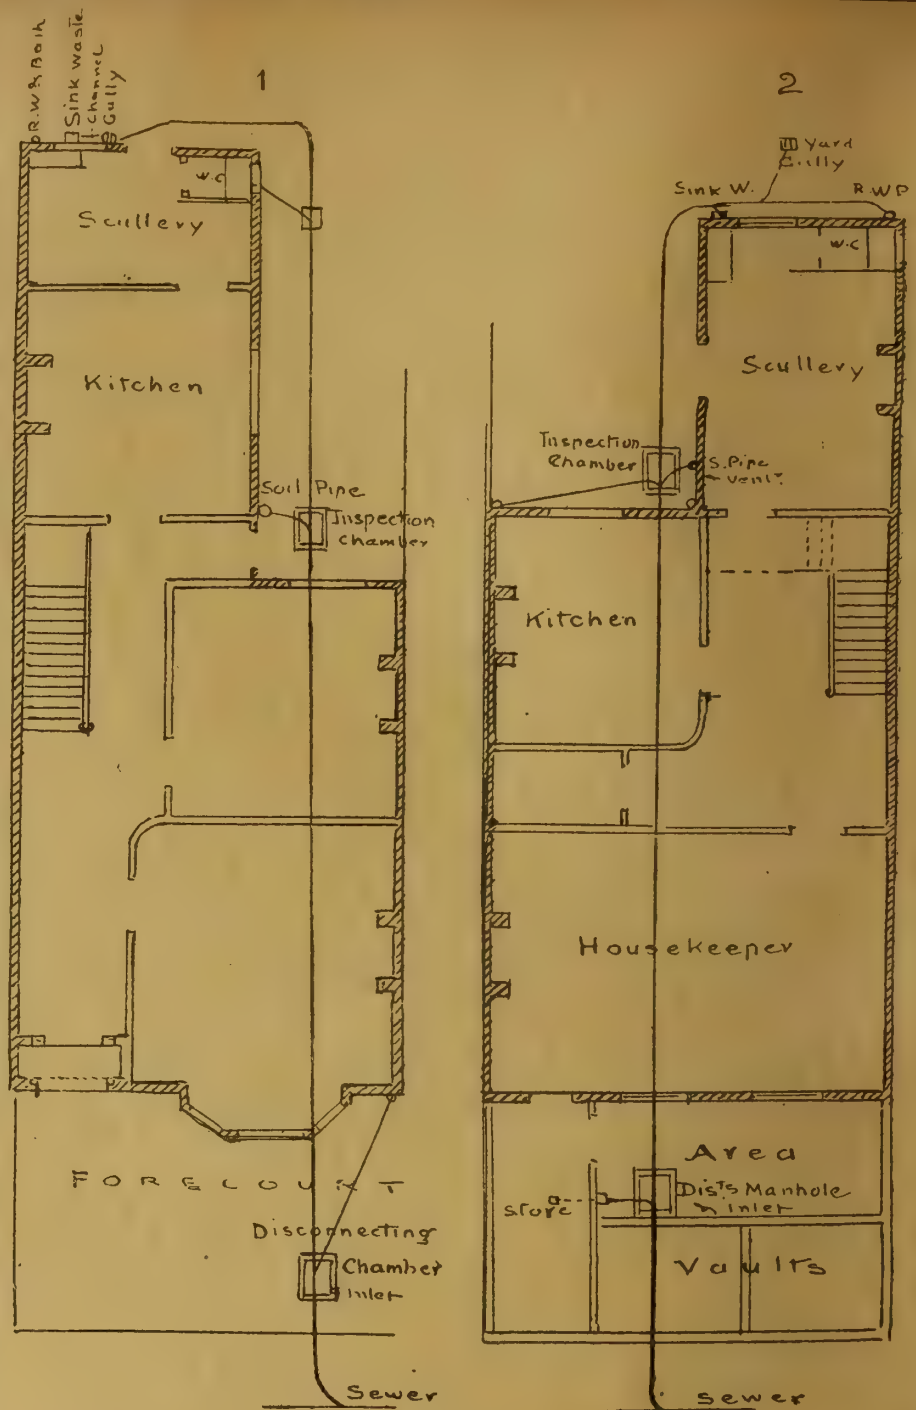 1
R.W & Bath
Sink Waste
Channel
Gully
W.C
Scullery
Kitchen
Soil Pipe
Inspection
Chamber
FORECOURT
Disconnecting
Chamber
Inlet
Sewer
2
Yard
Gully
Sink W.
R.W.P
W.C
Scullery
Inspection
Chamber
S. Pipe
Vent.
Kitchen
Housekeeper
Area
Dists Manhole
Inlet
Store
Vaults
Sewer